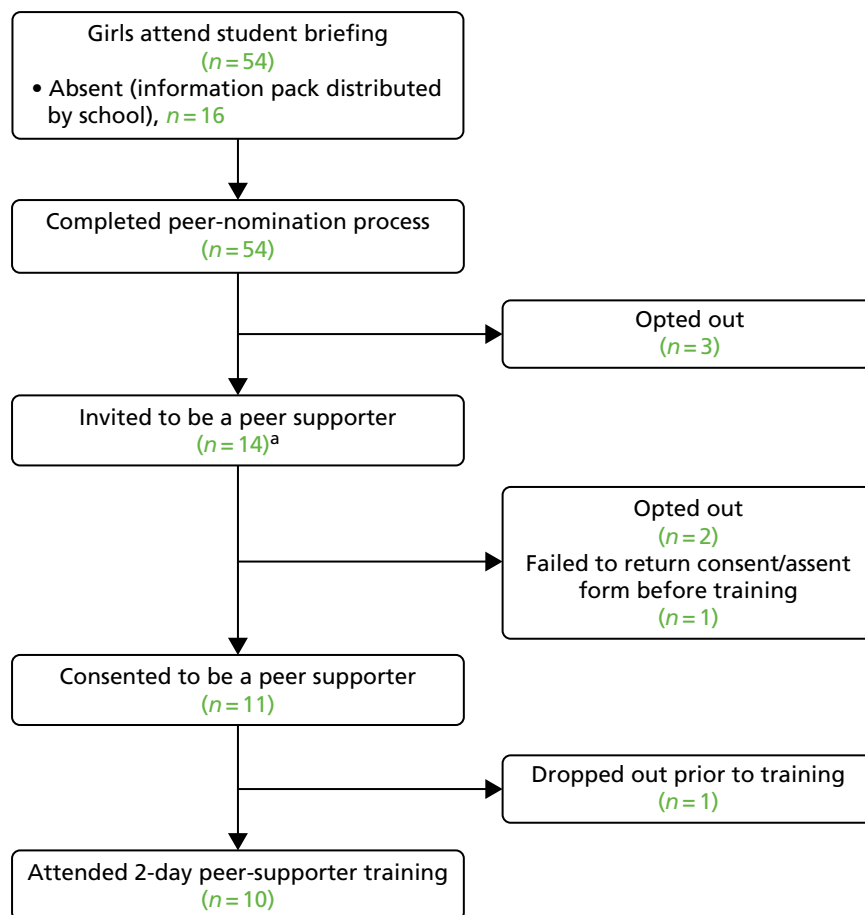 Girls attend student briefing
(n=54)
• Absent (information pack distributed
by school), n=16
Completed peer-nomination process
(n=54)
Opted out
(n=3)
Invited to be a peer supporter
(n=14)a
Opted out
(n=2)
Failed to return consent/assent
form before training
(n=1)
Consented to be a peer supporter
(n=11)
Dropped out prior to training
(n=1)
Attended 2-day peer-supporter training
(n=10)